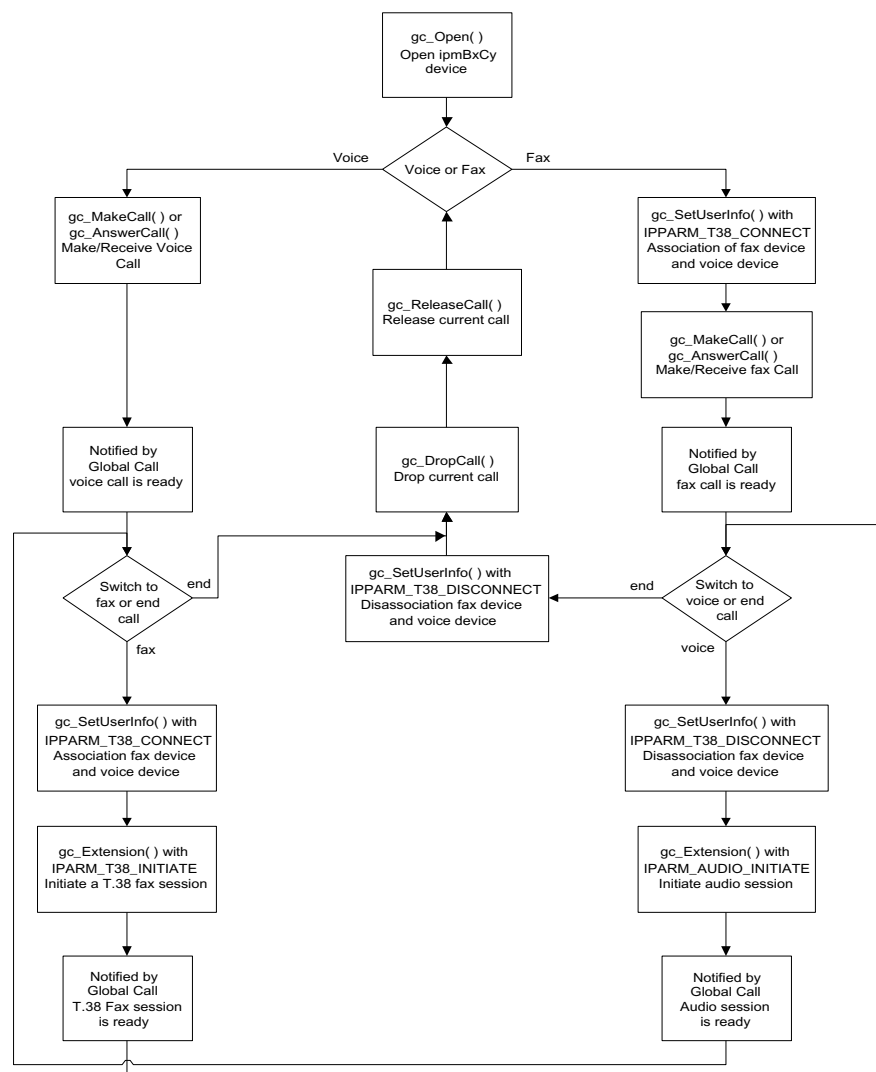 gc_Open( )
Open ipmBxCy
device
Voice
Voice or Fax
Fax
gc_MakeCall( ) or
gc_AnswerCall( )
Make/Receive Voice
Call
gc_SetUserInfo( ) with
IPPARM_T38_CONNECT
Association of fax device
and voice device
gc_ReleaseCall( )
Release current call
gc_MakeCall( ) or
gc_AnswerCall( )
Make/Receive fax Call
Notified by
Global Call
voice call is ready
gc_DropCall( )
Drop current call
Notified by
Global Call
fax call is ready
Switch to
fax or end
call
end
fax
gc_SetUserInfo( ) with
IPPARM_T38_DISCONNECT
Disassociation fax device
and voice device
end
Switch to
voice or end
call
voice
gc_SetUserInfo( ) with
IPPARM_T38_CONNECT
Association fax device
and voice device
gc_SetUserInfo( ) with
IPPARM_T38_DISCONNECT
Disassociation fax device
and voice device
gc_Extension( ) with
IPARM_T38_INITIATE
Initiate a T.38 fax session
gc_Extension( ) with
IPARM_AUDIO_INITIATE
Initiate audio session
Notified by
Global Call
T.38 Fax session
is ready
Notified by
Global Call
Audio session
is ready